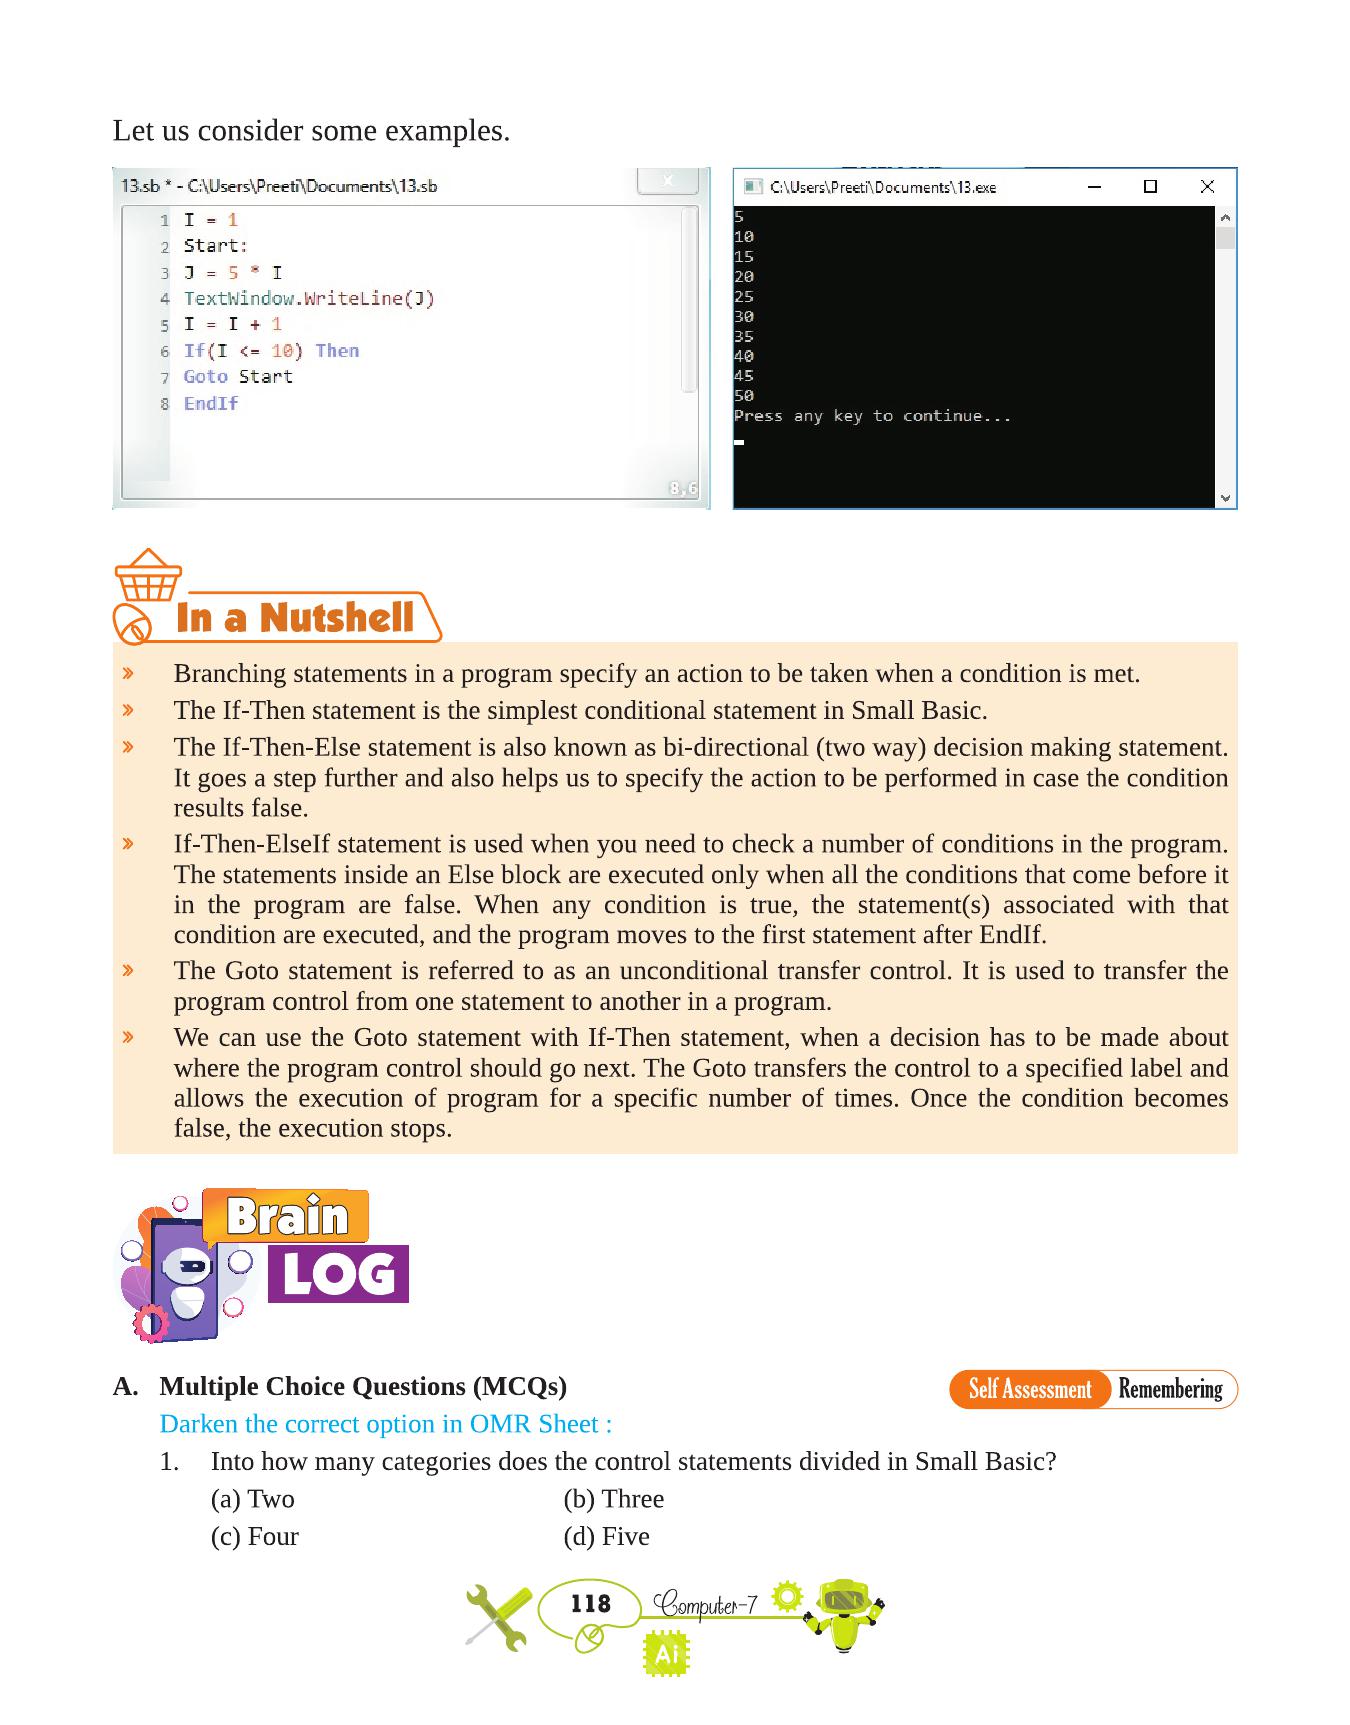 Let us consider some examples.
13.sb * - C:\Users\Preeti\Documents\13.sb
x
1 I = 1
2 Start:
3 J = 5 * I
4 TextWindow.WriteLine(J)
5 I = I + 1
6 If(I <= 10) Then
7 Goto Start
8 EndIf
8,6
C:\Users\Preeti\Documents\13.exe
5
10
15
20
25
30
35
40
45
50
Press any key to continue...
In a Nutshell
» Branching statements in a program specify an action to be taken when a condition is met.
» The If-Then statement is the simplest conditional statement in Small Basic.
» The If-Then-Else statement is also known as bi-directional (two way) decision making statement.
It goes a step further and also helps us to specify the action to be performed in case the condition
results false.
» If-Then-ElseIf statement is used when you need to check a number of conditions in the program.
The statements inside an Else block are executed only when all the conditions that come before it
in the program are false. When any condition is true, the statement(s) associated with that
condition are executed, and the program moves to the first statement after EndIf.
» The Goto statement is referred to as an unconditional transfer control. It is used to transfer the
program control from one statement to another in a program.
» We can use the Goto statement with If-Then statement, when a decision has to be made about
where the program control should go next. The Goto transfers the control to a specified label and
allows the execution of program for a specific number of times. Once the condition becomes
false, the execution stops.
Brain
LOG
A. Multiple Choice Questions (MCQs)
Self Assessment Remembering
Darken the correct option in OMR Sheet :
1. Into how many categories does the control statements divided in Small Basic?
(a) Two (b) Three
(c) Four (d) Five
118 Computer-7
Ai